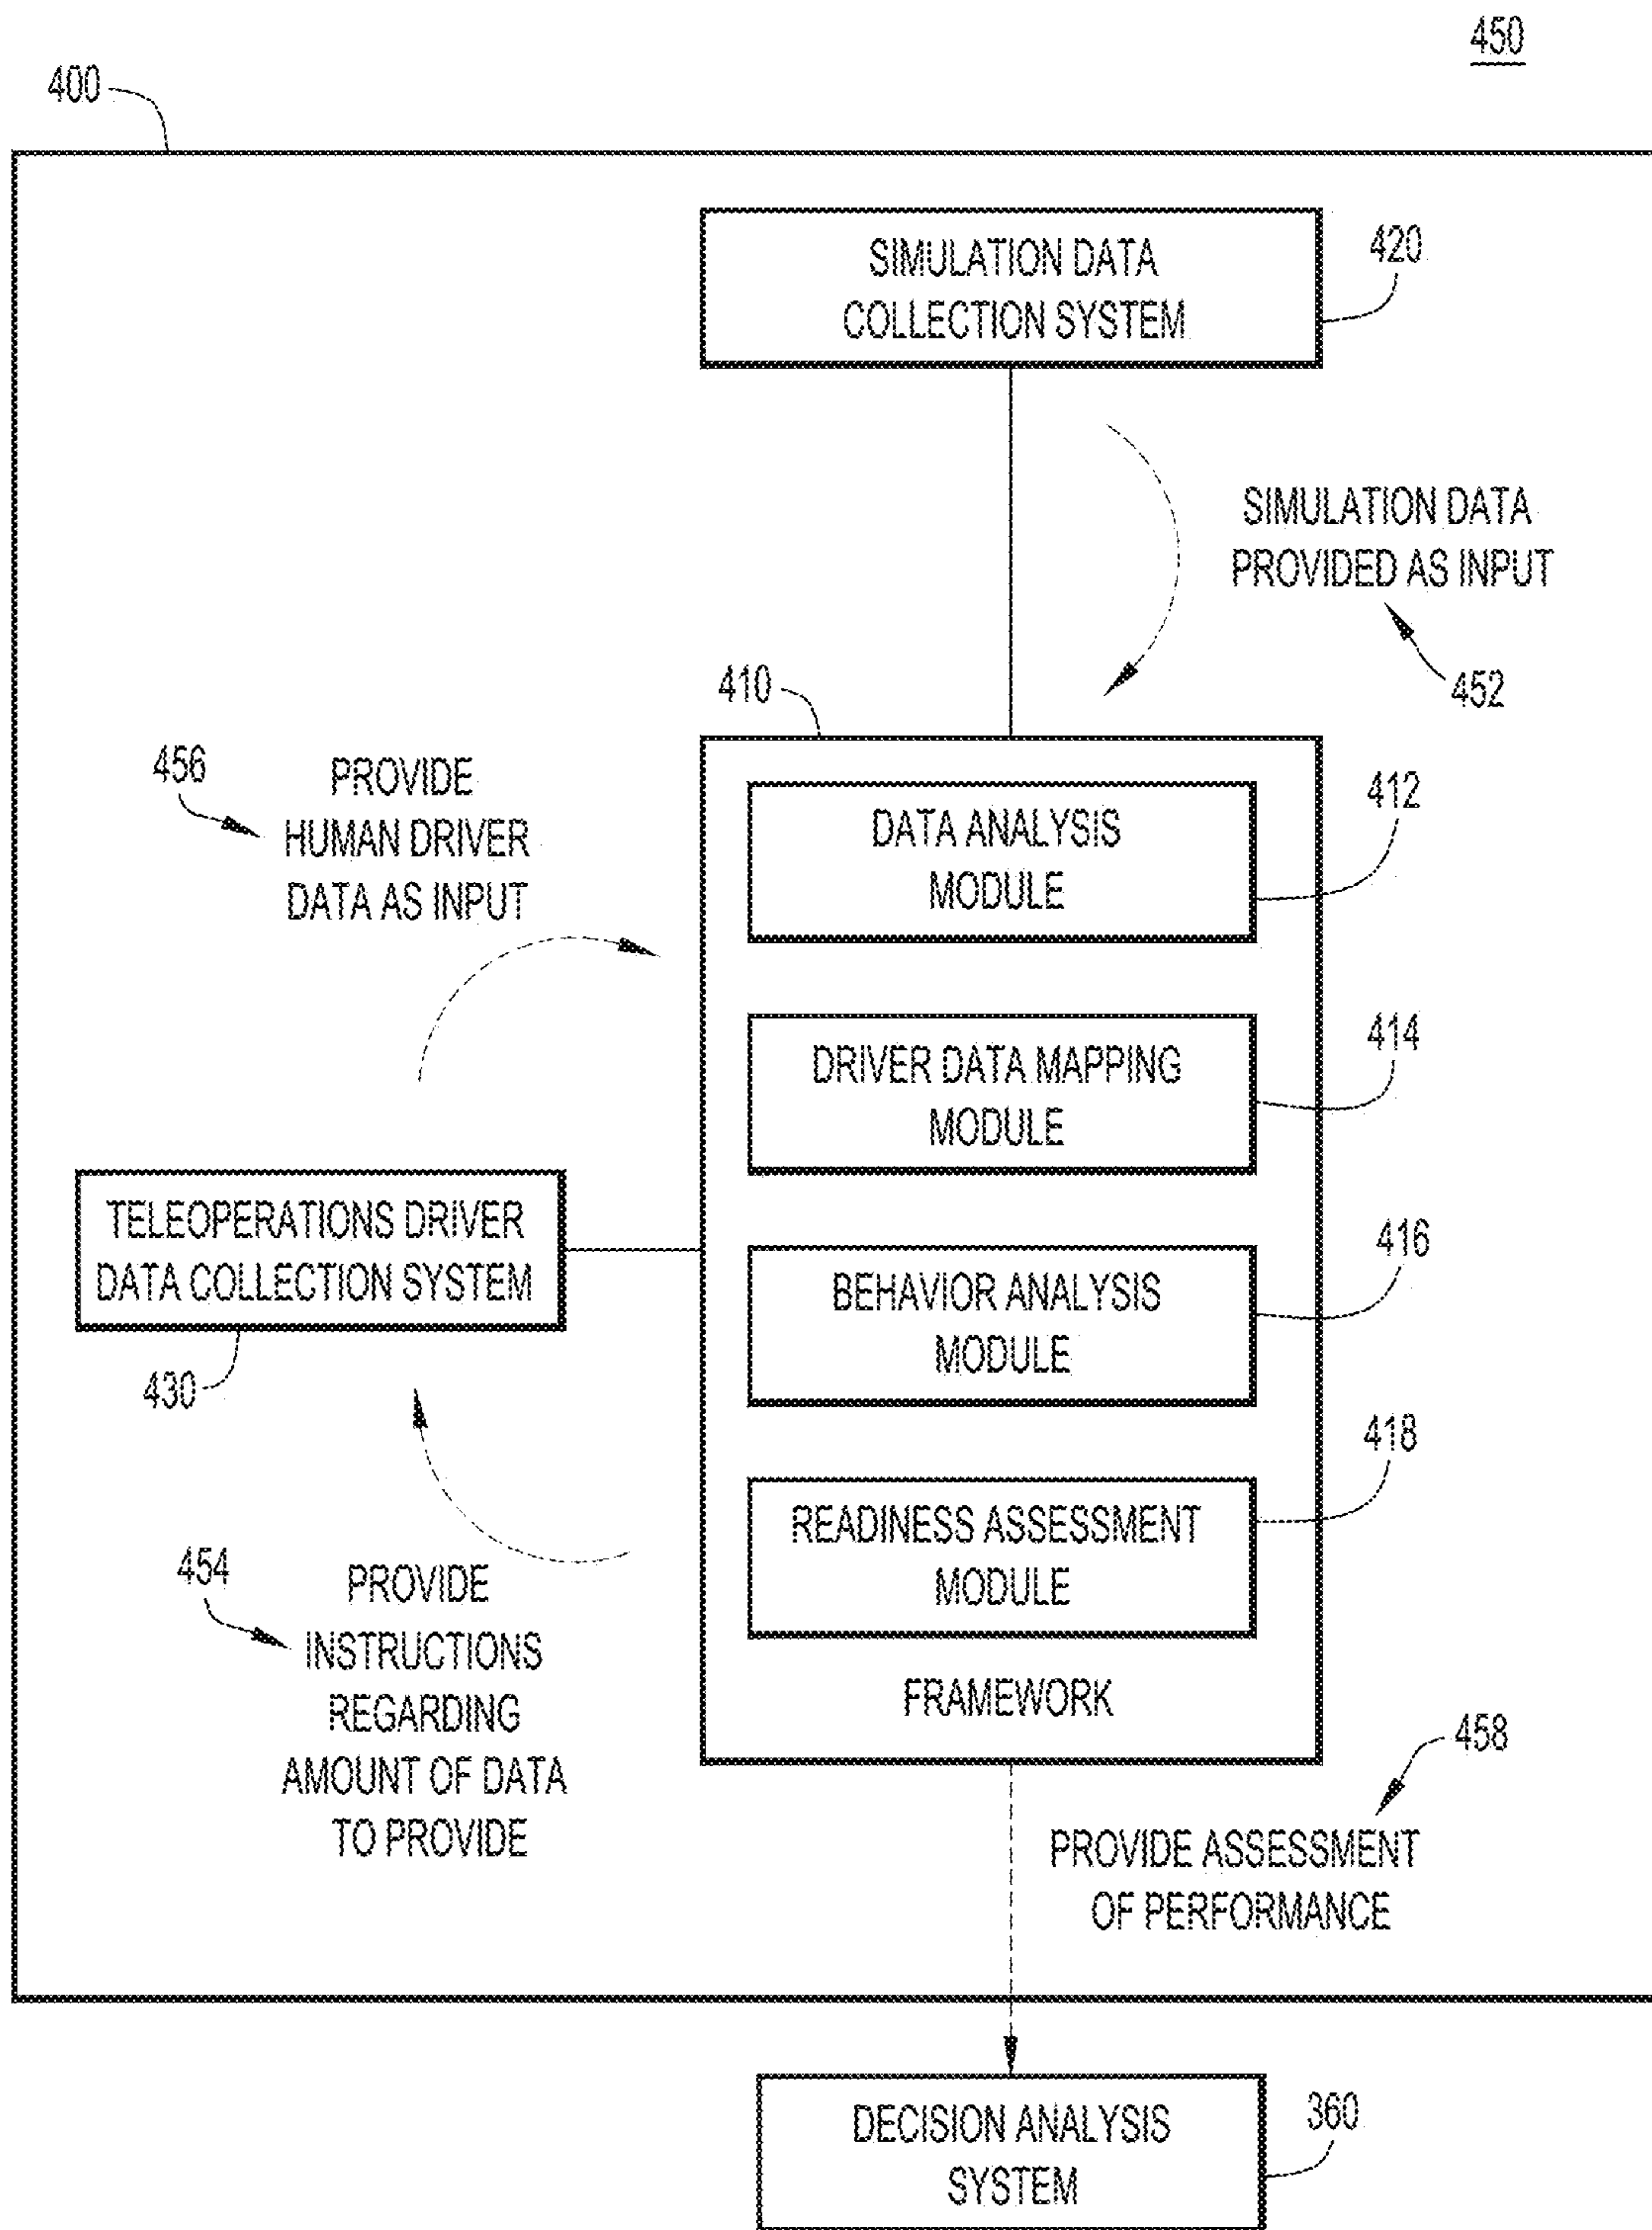 450
400
SIMULATION DATA
COLLECTION SYSTEM
420
SIMULATION DATA
PROVIDED AS INPUT
452
410
456
PROVIDE
HUMAN DRIVER
DATA AS INPUT
DATA ANALYSIS
MODULE
412
DRIVER DATA MAPPING
MODULE
414
TELEOPERATIONS DRIVER
DATA COLLECTION SYSTEM
430
BEHAVIOR ANALYSIS
MODULE
416
READINESS ASSESSMENT
MODULE
418
454
PROVIDE
INSTRUCTIONS
REGARDING
AMOUNT OF DATA
TO PROVIDE
FRAMEWORK
458
PROVIDE ASSESSMENT
OF PERFORMANCE
DECISION ANALYSIS
SYSTEM
360